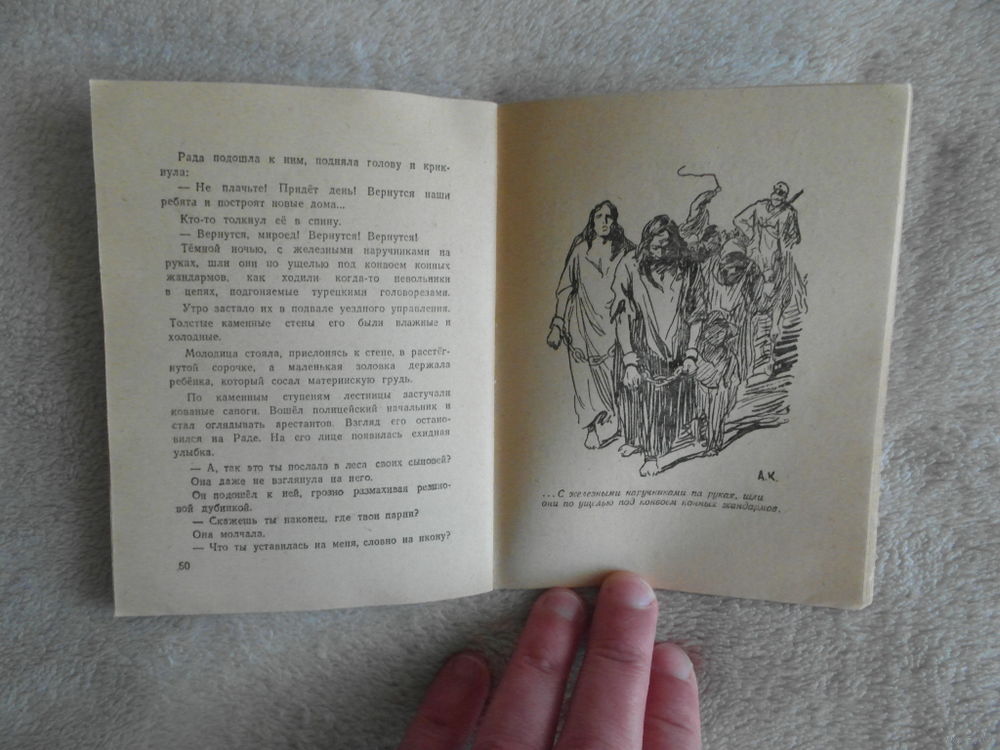 Рада подошла к ним, подняла голову и крик-
нула:
— Не плачьте! Придёт день! Вернутся наши
ребята и построят новые дома...
Кто-то толкнул её в спину.
— Вернутся, мироед! Вернутся! Вернутся!
Тёмной ночью, с железными наручниками на
руках, шли они по ущелью под конвоем конных
жандармов, как ходили когда-то невольники
в цепях, подгоняемые турецкими головорезами.
Утро застало их в подвале уездного управления.
Толстые каменные стены его были влажные и
холодные.
Молодица стояла, прислонясь к стене, в расстёг-
нутой сорочке, а маленькая золовка держала
ребёнка, который сосал материнскую грудь.
По каменным ступеням лестницы застучали
кованые сапоги. Вошёл полицейский начальник и
стал оглядывать арестантов. Взгляд его остано-
вился на Раде. На его лице появилась ехидная
улыбка.
— А, так это ты послала в леса своих сыновей?
Она даже не взглянула на него.
Он подошёл к ней, грозно размахивая резино-
вой дубинкой.
— Скажешь ты наконец, где твои парни?
Она молчала.
— Что ты уставилась на меня, словно на икону?
50
А.К.
...С железными наручниками на руках, шли
они по ущелью под конвоем конных жандармов.